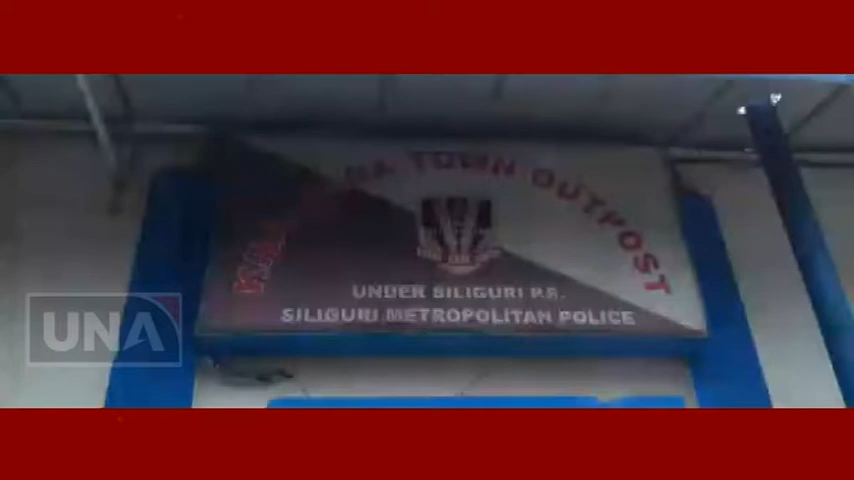 TOWN OUTPOST
UNDER SILIGURI P.S.
SILIGURI METROPOLITAN POLICE
UNA